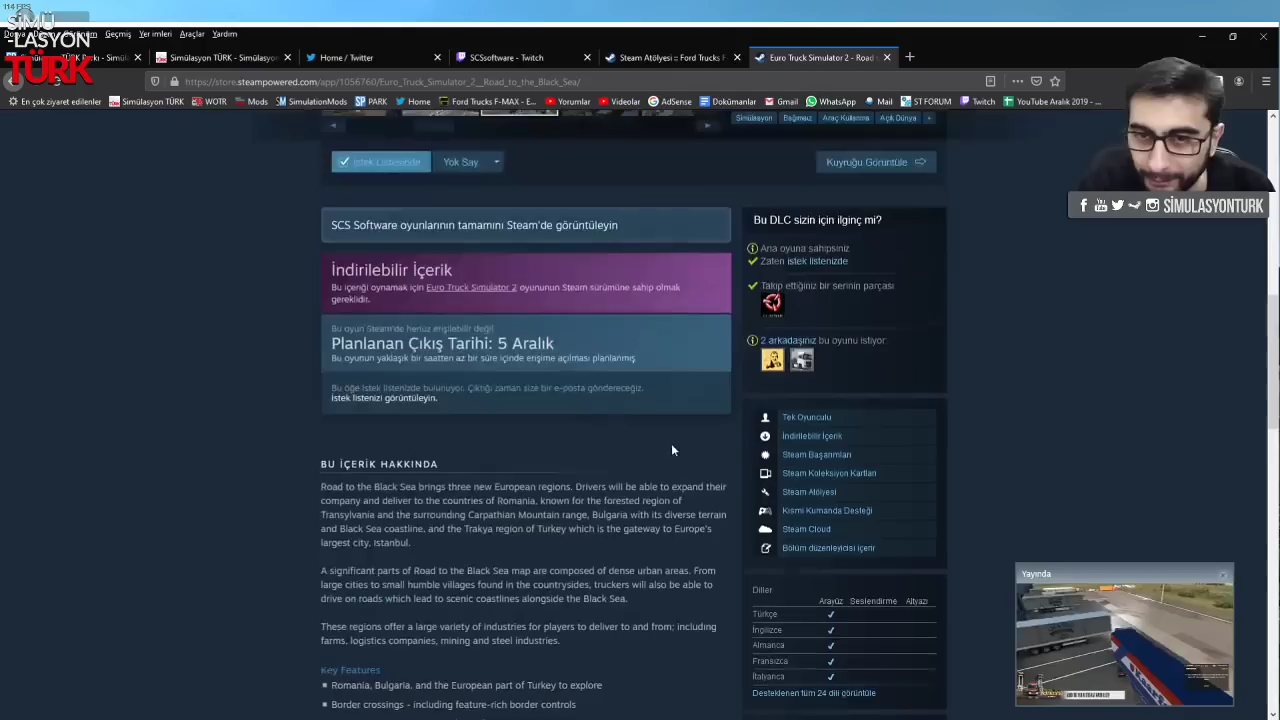 114 FPS
SİMÜ
-LASYON
TÜRK
Geçmiş Yer imleri Araçlar Yardım
Simülasyon TÜRK - Simül...
Home / Twitter
SCSsoftware - Twitch
Steam Atölyesi :: Ford Trucks F
Euro Truck Simulator 2 - Road
https://store.steampowered.com/app/1056760/Euro_Truck_Simulator_2__Road_to_the_Black_Sea/
En çok ziyaret edilenler Simülasyon TÜRK WOTR Mods SimulationMods PARK Home Ford Trucks F-MAX - E... Yorumlar Videolar AdSense Dokümanlar Gmail WhatsApp Mail ST FORUM Twitch YouTube Aralık 2019 - ...
Simülasyon Bağımsız Araç Kullanma Açık Dünya +
İstek Listesinde Yok Say Kuyruğu Görüntüle
SİMULASYONTURK
SCS Software oyunlarının tamamını Steam'de görüntüleyin
İndirilebilir İçerik
Bu içeriği oynamak için Euro Truck Simulator 2 oyununun Steam sürümüne sahip olmak
gereklidir.
Bu oyun Steam'de henüz erişilebilir değil
Planlanan Çıkış Tarihi: 5 Aralık
Bu oyunun yaklaşık bir saatten az bir süre içinde erişime açılması planlanmış.
Bu öğe istek listenizde bulunuyor. Çıktığı zaman size bir e-posta göndereceğiz.
İstek listenizi görüntüleyin.
BU İÇERİK HAKKINDA
Road to the Black Sea brings three new European regions. Drivers will be able to expand their
company and deliver to the countries of Romania, known for the forested region of
Transylvania and the surrounding Carpathian Mountain range, Bulgaria with its diverse terrain
and Black Sea coastline, and the Trakya region of Turkey which is the gateway to Europe's
largest city, Istanbul.
A significant parts of Road to the Black Sea map are composed of dense urban areas. From
large cities to small humble villages found in the countrysides, truckers will also be able to
drive on roads which lead to scenic coastlines alongside the Black Sea.
These regions offer a large variety of industries for players to deliver to and from; including
farms, logistics companies, mining and steel industries.
Key Features
Romania, Bulgaria, and the European part of Turkey to explore
Border crossings - including feature-rich border controls
Bu DLC sizin için ilginç mi?
Ana oyuna sahipsiniz
Zaten istek listenizde
Takip ettiğiniz bir serinin parçası
2 arkadaşınız bu oyunu istiyor
Tek Oyunculu
İndirilebilir İçerik
Steam Başarımları
Steam Koleksiyon Kartları
Steam Atölyesi
Kısmi Kumanda Desteği
Steam Cloud
Bölüm düzenleyicisi içerir
Diller
Arayüz Seslendirme Altyazı
Türkçe ✔
İngilizce ✔
Almanca ✔
Fransızca ✔
İtalyanca ✔
Desteklenen tüm 24 dili görüntüle
Yayında